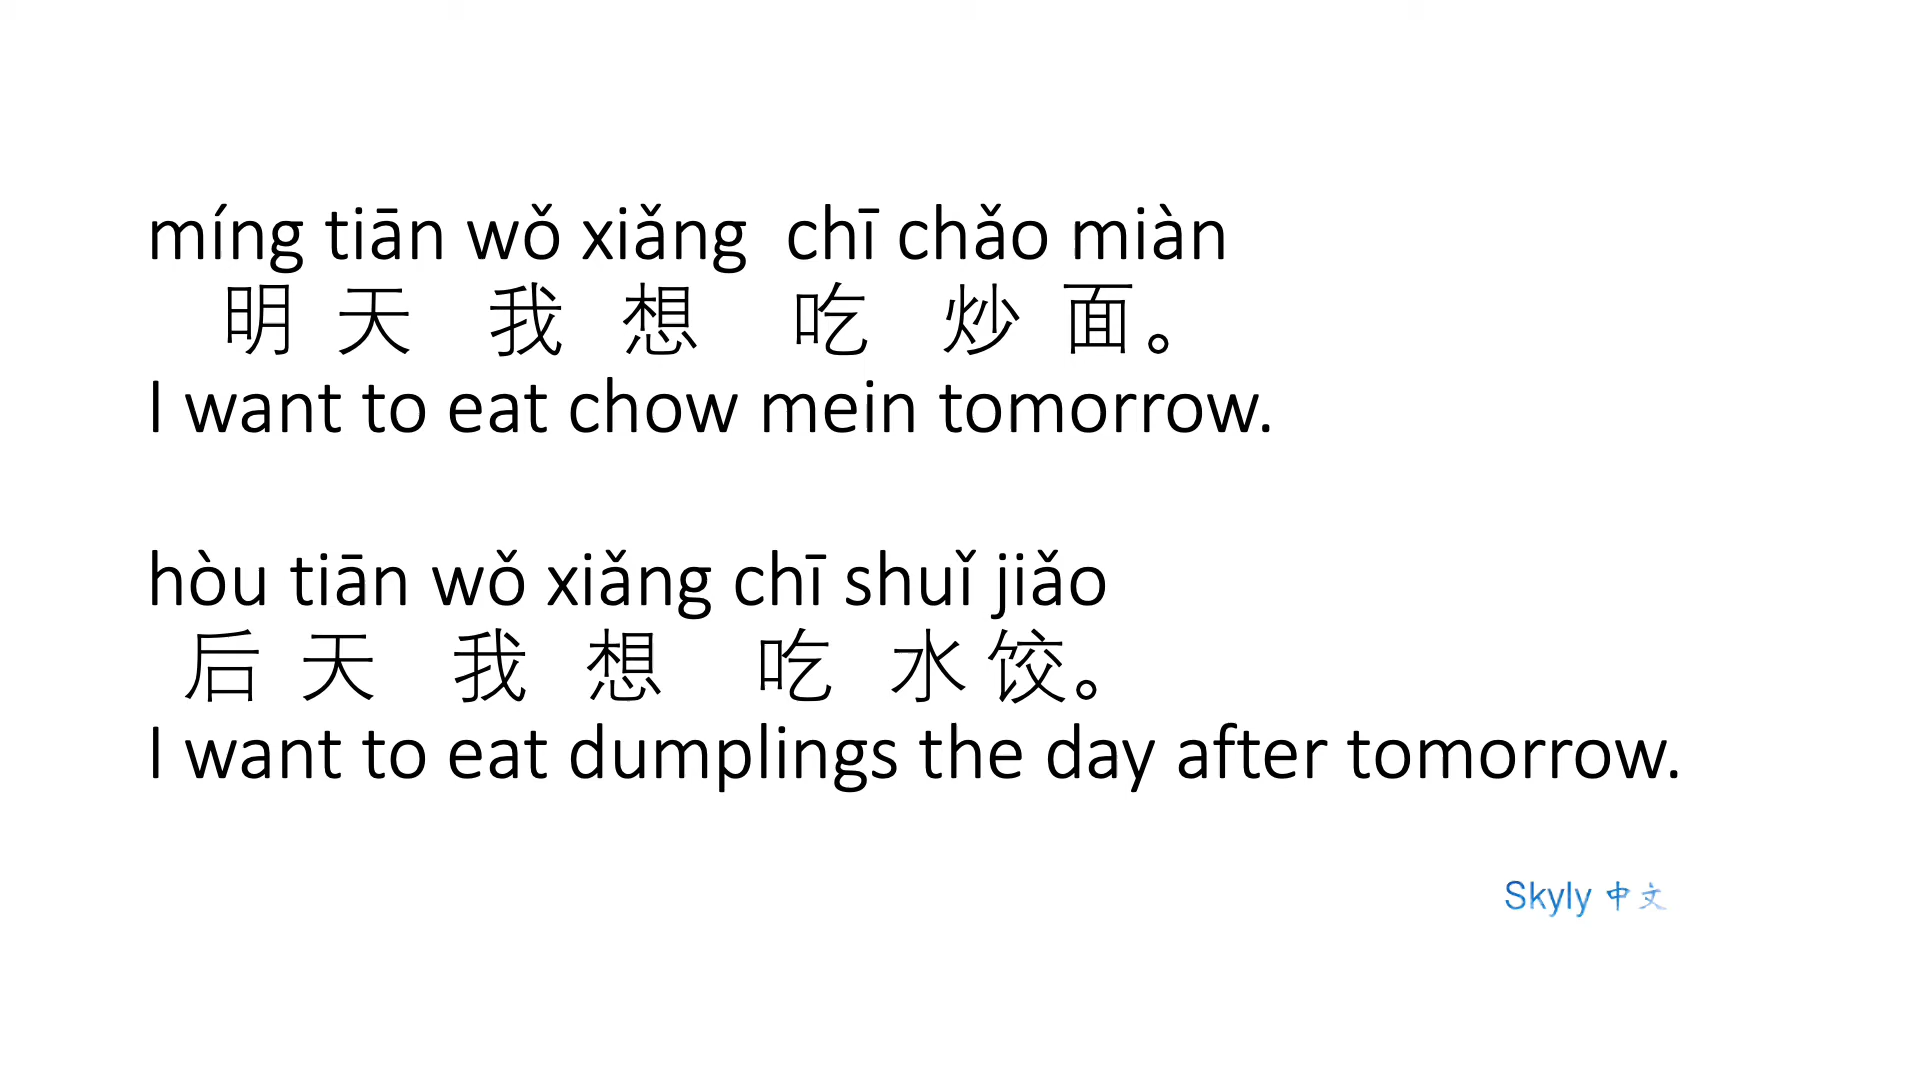 míng tiān wǒ xiǎng chī chǎo miàn
明天我想吃炒面。
I want to eat chow mein tomorrow.
hòu tiān wǒ xiǎng chī shuǐ jiǎo
后天我想吃水饺。
I want to eat dumplings the day after tomorrow.
Skyly 中文